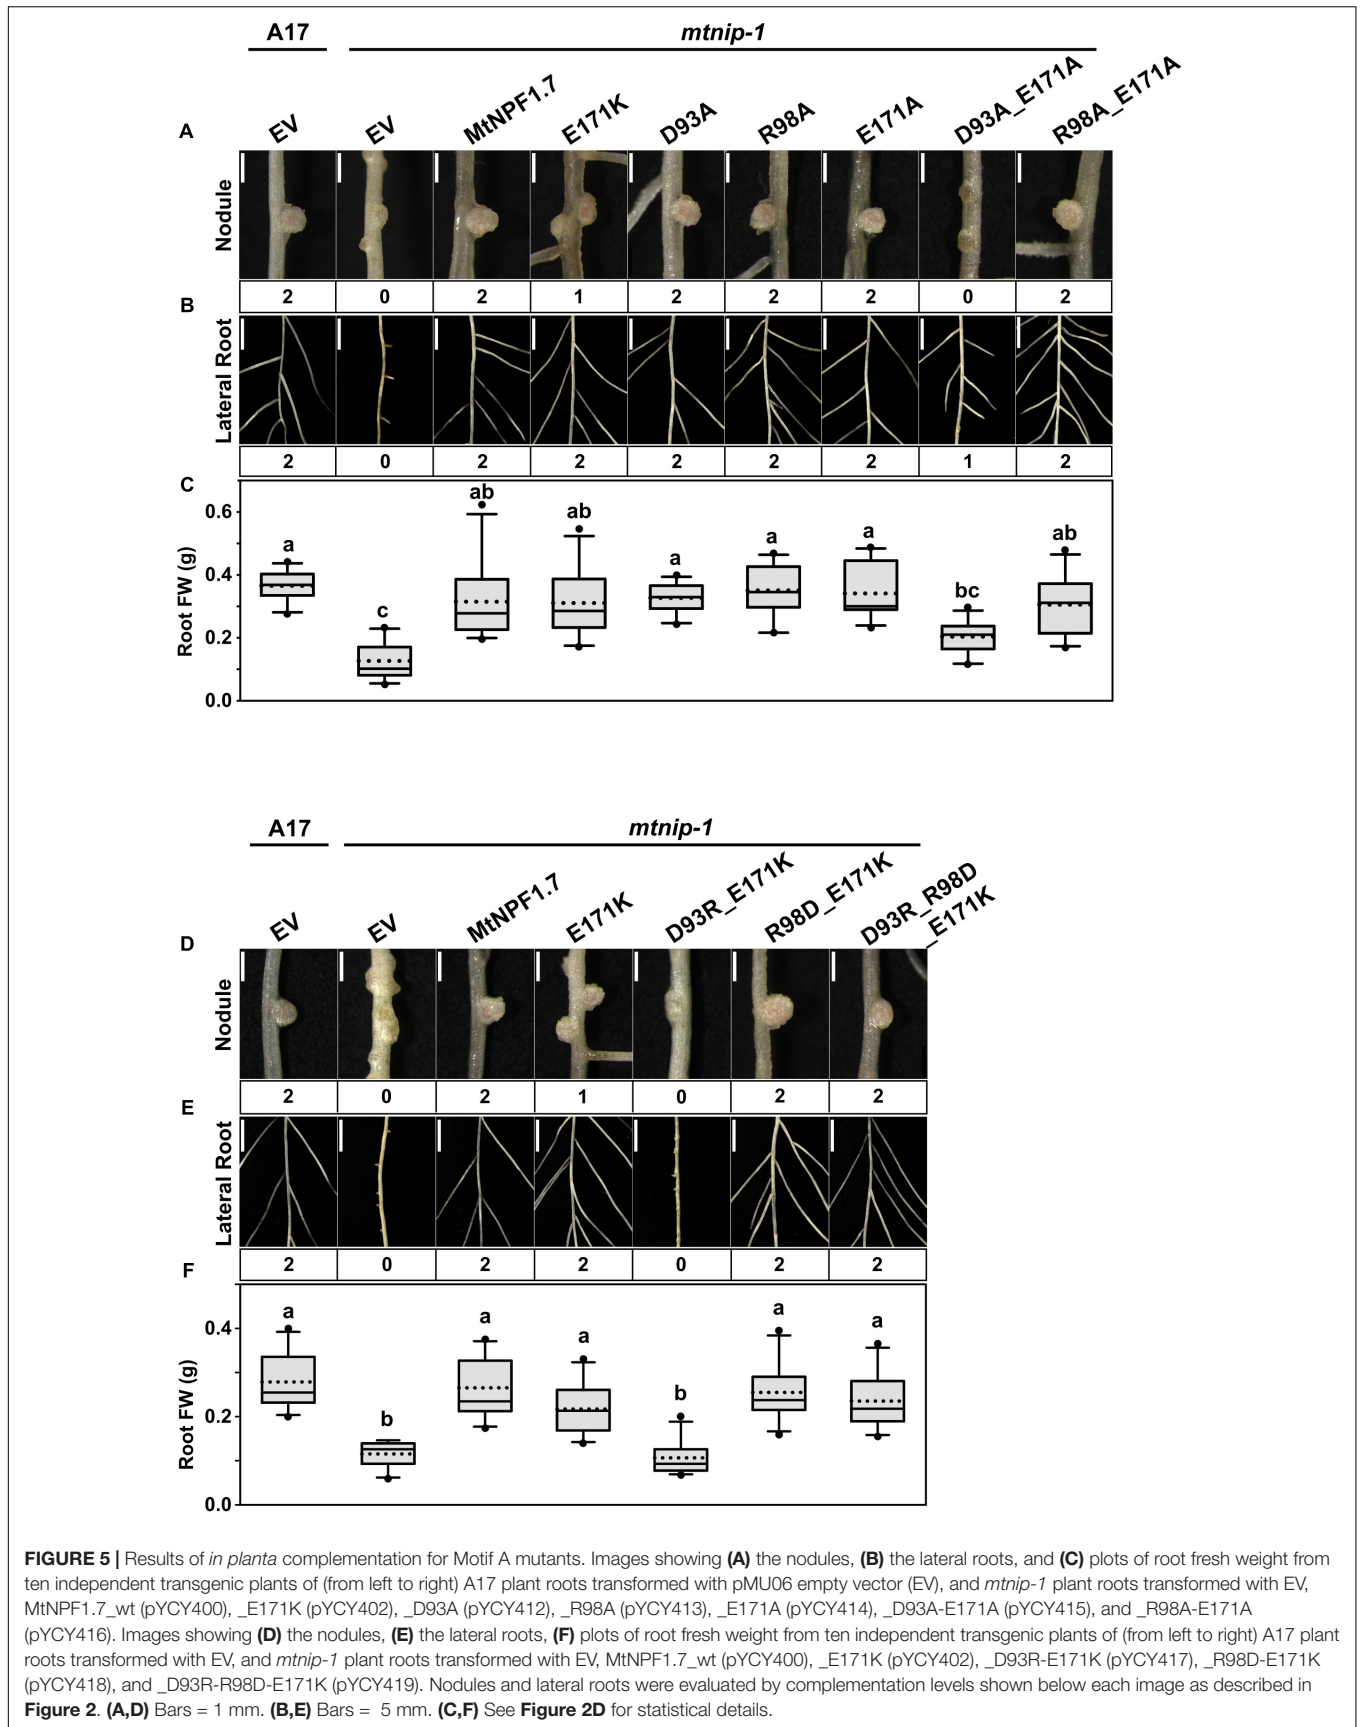 A17
mtnip-1
EV
EV
MtNPF1.7
E171K
D93A
R98A
E171A
D93A_E171A
R98A_E171A
A
Nodule
2 0 2 1 2 2 2 0 2
B
Lateral Root
2 0 2 2 2 2 2 1 2
C
Root FW (g)
0.6
0.4
0.2
0.0
a c ab ab a a a bc ab
A17
mtnip-1
EV
EV
MtNPF1.7
E171K
D93R_E171K
R98D_E171K
D93R_R98D
_E171K
D
Nodule
2 0 2 1 0 2 2
E
Lateral Root
2 0 2 2 0 2 2
F
Root FW (g)
0.4
0.2
0.0
a b a a b a a
FIGURE 5 | Results of in planta complementation for Motif A mutants. Images showing (A) the nodules, (B) the lateral roots, and (C) plots of root fresh weight from
ten independent transgenic plants of (from left to right) A17 plant roots transformed with pMU06 empty vector (EV), and mtnip-1 plant roots transformed with EV,
MtNPF1.7_wt (pYCY400), _E171K (pYCY402), _D93A (pYCY412), _R98A (pYCY413), _E171A (pYCY414), _D93A-E171A (pYCY415), and _R98A-E171A
(pYCY416). Images showing (D) the nodules, (E) the lateral roots, (F) plots of root fresh weight from ten independent transgenic plants of (from left to right) A17 plant
roots transformed with EV, and mtnip-1 plant roots transformed with EV, MtNPF1.7_wt (pYCY400), _E171K (pYCY402), _D93R-E171K (pYCY417), _R98D-E171K
(pYCY418), and _D93R-R98D-E171K (pYCY419). Nodules and lateral roots were evaluated by complementation levels shown below each image as described in
Figure 2. (A,D) Bars = 1 mm. (B,E) Bars = 5 mm. (C,F) See Figure 2D for statistical details.